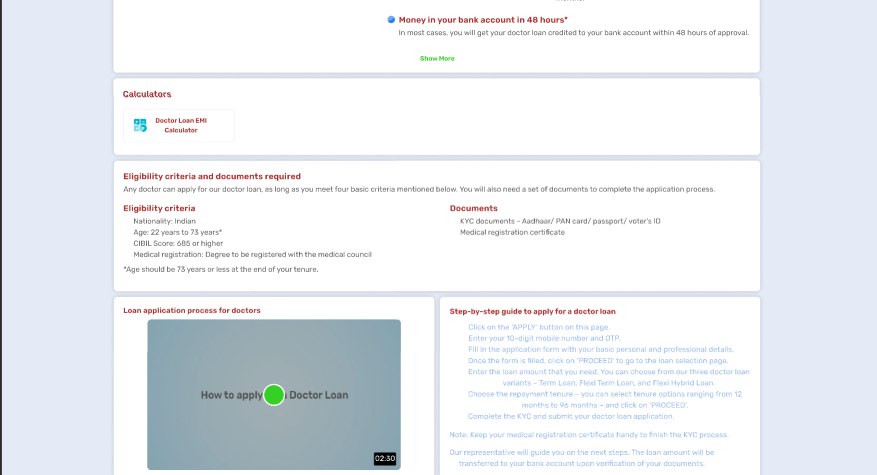 Money in your bank account in 48 hours*
In most cases, you will get your doctor loan credited to your bank account within 48 hours of approval.
Show More
Calculators
Doctor Loan EMI
Calculator
Eligibility criteria and documents required
Any doctor can apply for our doctor loan, as long as you meet four basic criteria mentioned below. You will also need a set of documents to complete the application process.
Eligibility criteria
Nationality: Indian
Age: 22 years to 73 years*
CIBIL Score: 685 or higher
Medical registration: Degree to be registered with the medical council
*Age should be 73 years or less at the end of your tenure.
Documents
KYC documents - Aadhaar/ PAN card/ passport/ voter's ID
Medical registration certificate
Loan application process for doctors
How to apply Doctor Loan
02:30
Step-by-step guide to apply for a doctor loan
Click on the 'APPLY' button on this page.
Enter your 10-digit mobile number and OTP.
Fill in the application form with your basic personal and professional details.
Once the form is filled, click on 'PROCEED' to go to the loan selection page.
Enter the loan amount that you need. You can choose from our three doctor loan
variants – Term Loan, Flexi Term Loan, and Flexi Hybrid Loan.
Choose the repayment tenure – you can select tenure options ranging from 12
months to 96 months – and click on 'PROCEED'.
Complete the KYC and submit your doctor loan application.
Note: Keep your medical registration certificate handy to finish the KYC process.
Our representative will guide you on the next steps. The loan amount will be
transferred to your bank account upon verification of your documents.